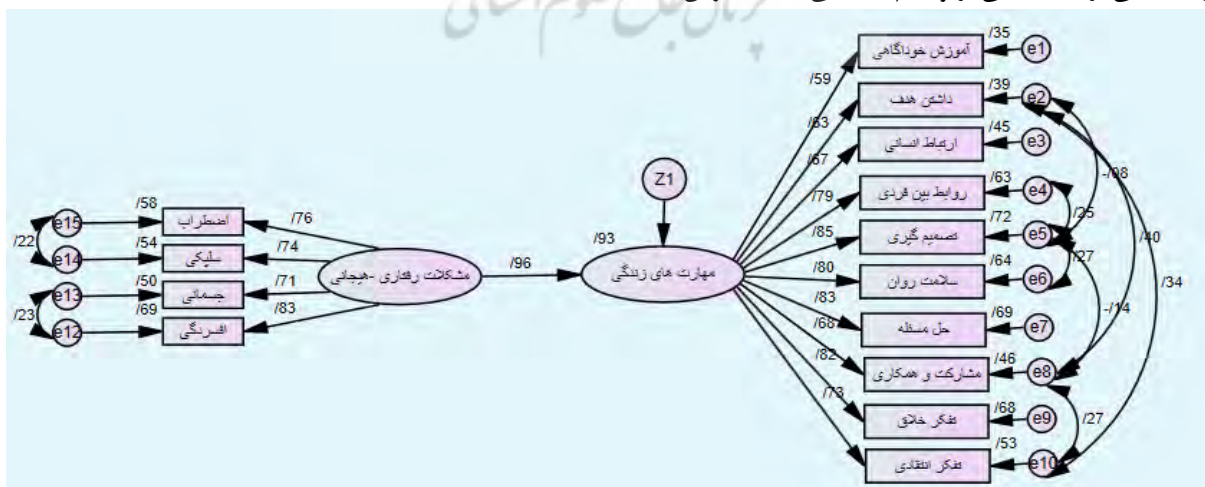 آموزش خوداگاهی
داشتن هدف
ارتباط انسانی
روابط بین فردی
تصمیم گیری
سلامت روان
حل مسئله
مشارکت و همکاری
تفکر خلاق
تفکر انتقادی
/35
/39
/45
/63
/72
/64
/69
/46
/68
/53
e1
e2
e3
e4
e5
e6
e7
e8
e9
e10
/59
/63
/67
/79
/85
/80
/83
/68
/82
/73
-/08
/25
/27
/40
/34
-/14
/27
Z1
/93
مهارت های زندگی
/96
مشکلات رفتاری -هیجانی
/76
/74
/71
/83
اضطراب
جسمانی
افسردگی
/58
/54
/50
/69
e15
e14
e13
e12
/22
/23